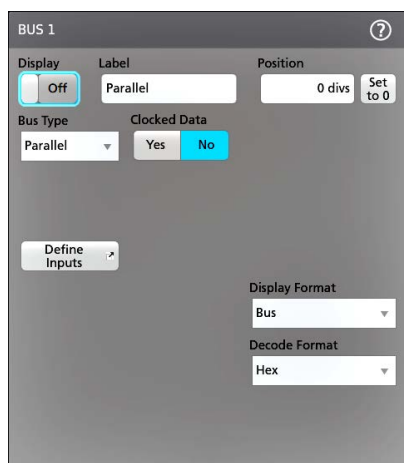 BUS 1 ?
Display Label Position
Off Parallel 0 divs Set
to 0
Bus Type Clocked Data
Parallel Yes No
Define
Inputs
Display Format
Bus
Decode Format
Hex